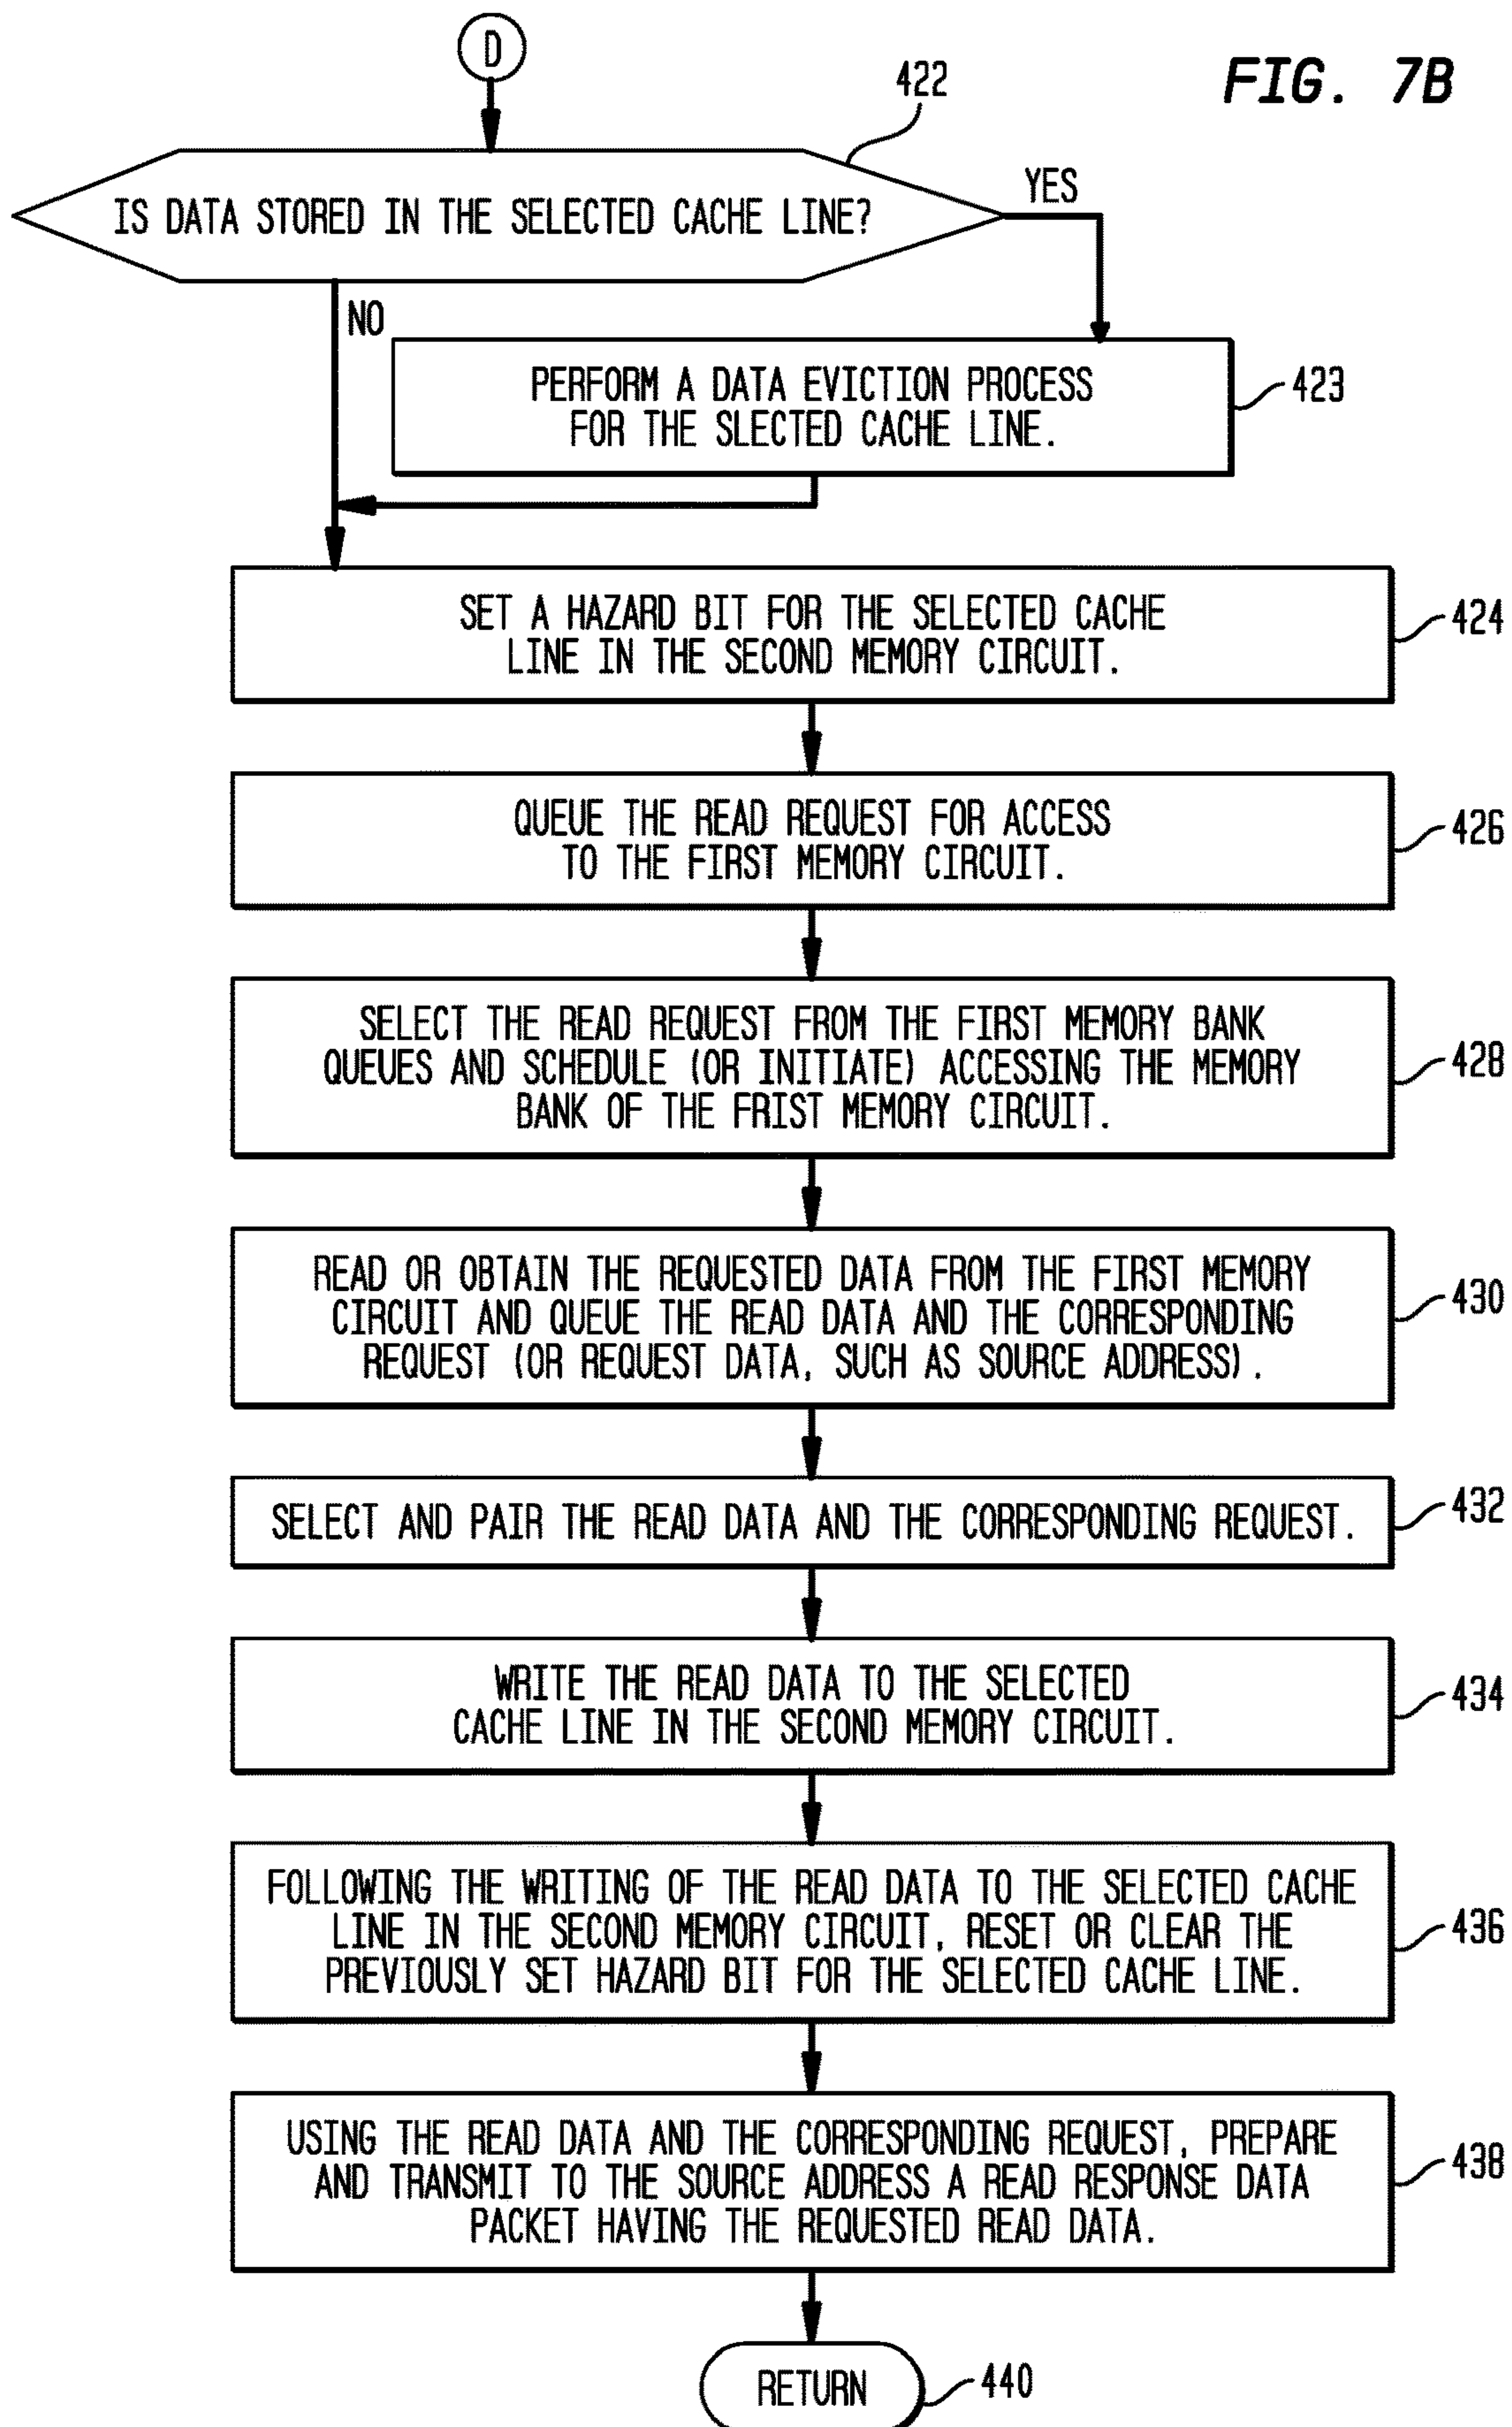 D
FIG. 7B
422
IS DATA STORED IN THE SELECTED CACHE LINE?
YES
NO
PERFORM A DATA EVICTION PROCESS
FOR THE SLECTED CACHE LINE.
423
SET A HAZARD BIT FOR THE SELECTED CACHE
LINE IN THE SECOND MEMORY CIRCUIT.
424
QUEUE THE READ REQUEST FOR ACCESS
TO THE FIRST MEMORY CIRCUIT.
426
SELECT THE READ REQUEST FROM THE FIRST MEMORY BANK
QUEUES AND SCHEDULE (OR INITIATE) ACCESSING THE MEMORY
BANK OF THE FRIST MEMORY CIRCUIT.
428
READ OR OBTAIN THE REQUESTED DATA FROM THE FIRST MEMORY
CIRCUIT AND QUEUE THE READ DATA AND THE CORRESPONDING
REQUEST (OR REQUEST DATA, SUCH AS SOURCE ADDRESS).
430
SELECT AND PAIR THE READ DATA AND THE CORRESPONDING REQUEST.
432
WRITE THE READ DATA TO THE SELECTED
CACHE LINE IN THE SECOND MEMORY CIRCUIT.
434
FOLLOWING THE WRITING OF THE READ DATA TO THE SELECTED CACHE
LINE IN THE SECOND MEMORY CIRCUIT, RESET OR CLEAR THE
PREVIOUSLY SET HAZARD BIT FOR THE SELECTED CACHE LINE.
436
USING THE READ DATA AND THE CORRESPONDING REQUEST, PREPARE
AND TRANSMIT TO THE SOURCE ADDRESS A READ RESPONSE DATA
PACKET HAVING THE REQUESTED READ DATA.
438
RETURN
440